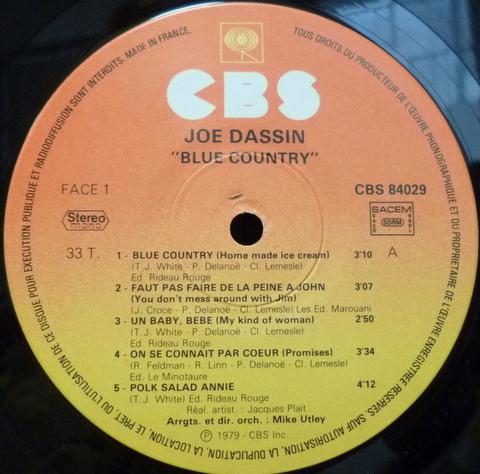 TOUS DROITS DU PRODUCTEUR DE L'ŒUVRE PHONOGRAPHIQUE ET DU PROPRIETAIRE DE L'ŒUVRE ENREGISTREE RESERVES. SAUF AUTORISATION, LA LOCATION, LE PRET, OU L'UTILISATION DE CE DISQUE POUR EXECUTION PUBLIQUE ET RADIODIFFUSION SONT INTERDITS. MADE IN FRANCE.
CBS
JOE DASSIN
"BLUE COUNTRY"
FACE 1
CBS 84029
Stereo
mono
SACEM
SACD
SDRM
SGDL
33 T.
A
1 - BLUE COUNTRY (Home made ice cream) 3'10
(T.J. White - P. Delanoë - Cl. Lemesle)
Ed. Rideau Rouge
2 - FAUT PAS FAIRE DE LA PEINE A JOHN 3'07
(You don't mess around with Jim)
(J. Croce - P. Delanoë - Cl. Lemesle) Les Ed. Marouani
3 - UN BABY, BEBE (My kind of woman) 2'50
(T.J. White - P. Delanoë - Cl. Lemesle)
Ed. Rideau Rouge
4 - ON SE CONNAIT PAR COEUR (Promises) 3'34
(R. Feldman - R. Linn - P. Delanoë - Cl. Lemesle)
Ed. Le Minotaure
5 - POLK SALAD ANNIE 4'12
(T.J. White) Ed. Rideau Rouge
Réal. artist. : Jacques Plait
Arrgts. et dir. orch. : Mike Utley
Ⓟ 1979 - CBS Inc.